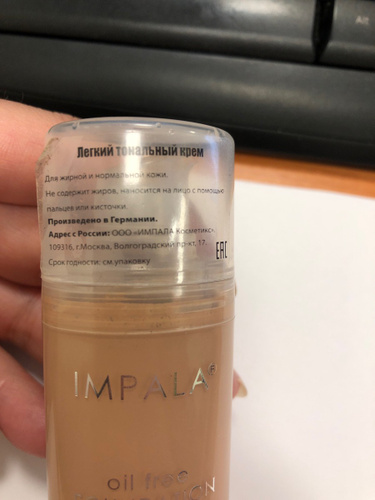 Легкий тональный крем
Для жирной и нормальной кожи.
Не содержит жиров, наносится на лицо с помощью
пальцев или кисточки.
Произведено в Германии.
Адрес с России: ООО «ИМПАЛА Косметикс»,
109316, г.Москва, Волгоградский пр-кт, 17.
EAC
Срок годности: см.упаковку
IMPALA®
oil free